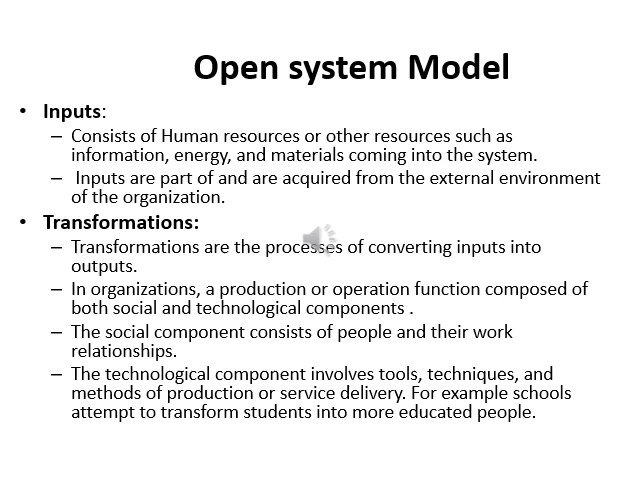 Open system Model
• Inputs:
– Consists of Human resources or other resources such as
information, energy, and materials coming into the system.
– Inputs are part of and are acquired from the external environment
of the organization.
• Transformations:
– Transformations are the processes of converting inputs into
outputs.
– In organizations, a production or operation function composed of
both social and technological components .
– The social component consists of people and their work
relationships.
– The technological component involves tools, techniques, and
methods of production or service delivery. For example schools
attempt to transform students into more educated people.